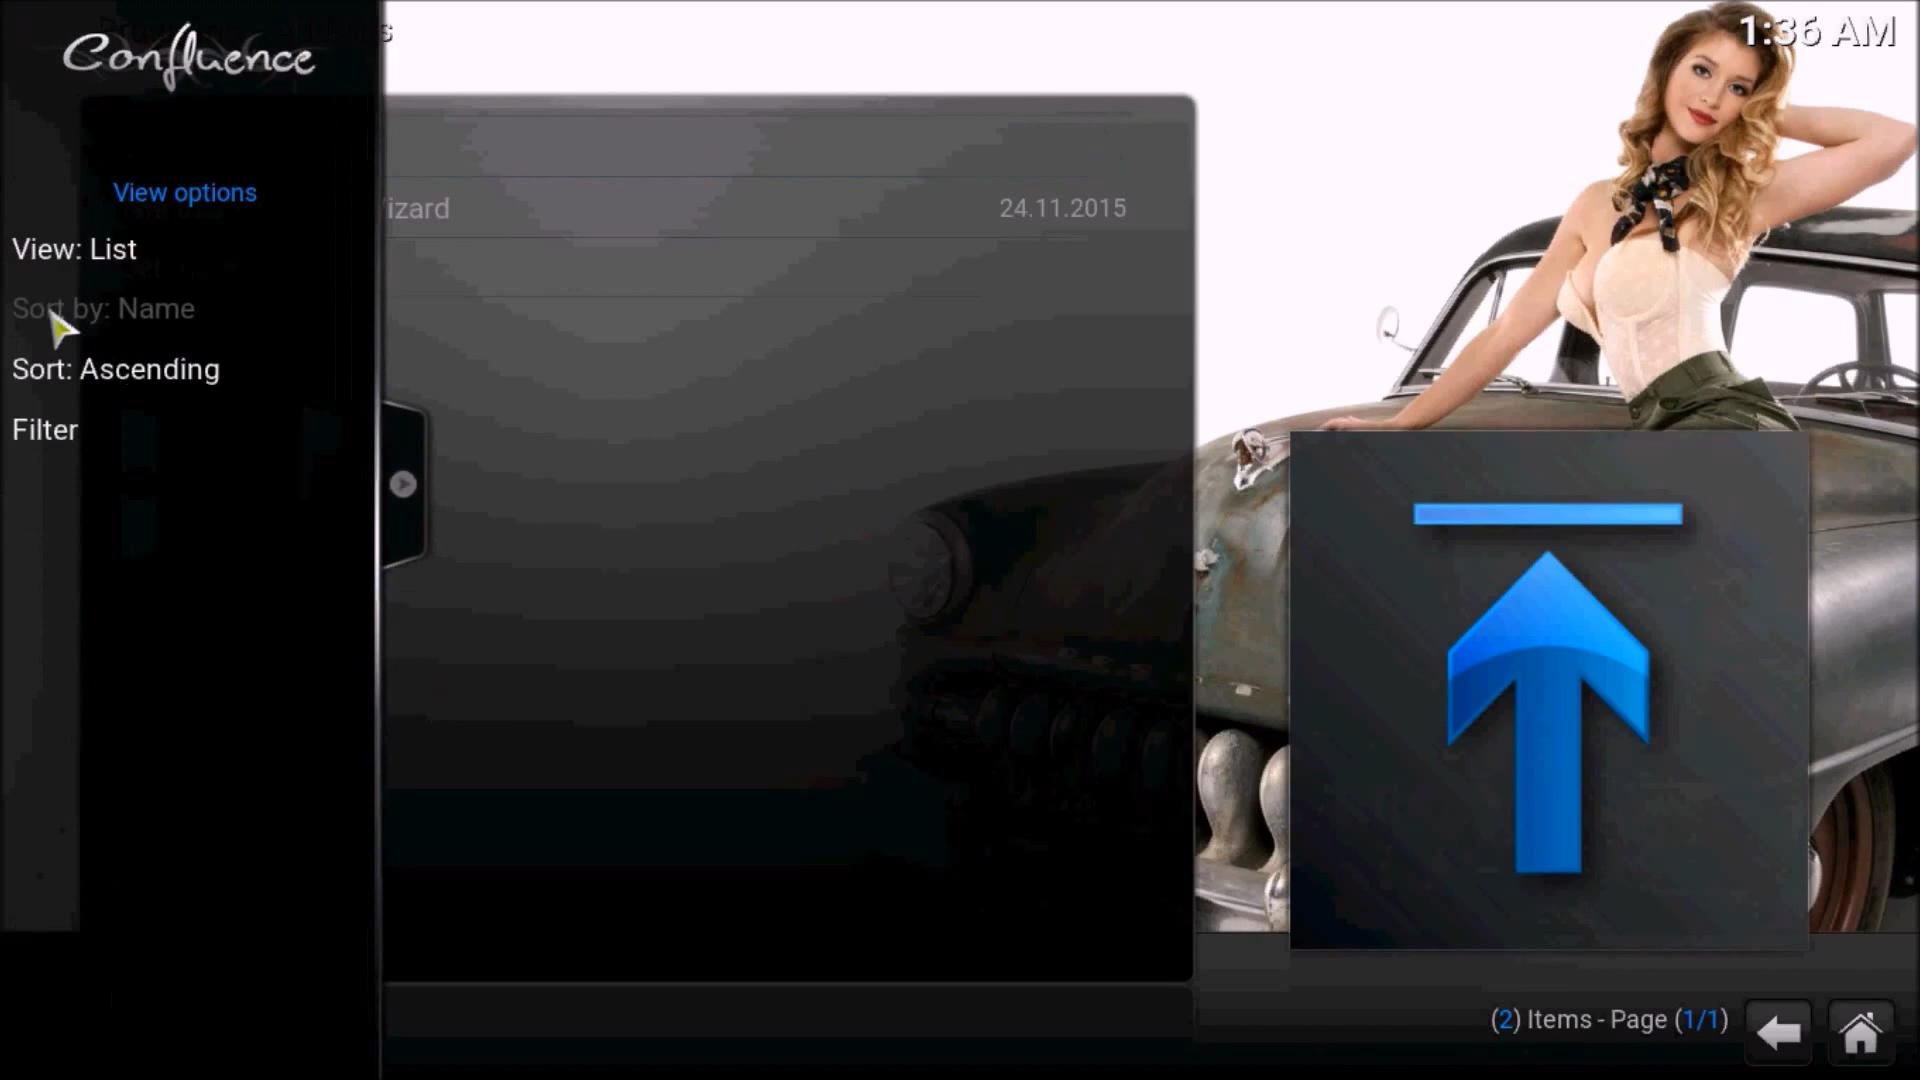 Confluence
1:36 AM
View options
izard
24.11.2015
View: List
Sort by: Name
Sort: Ascending
Filter
(2) Items - Page (1/1)